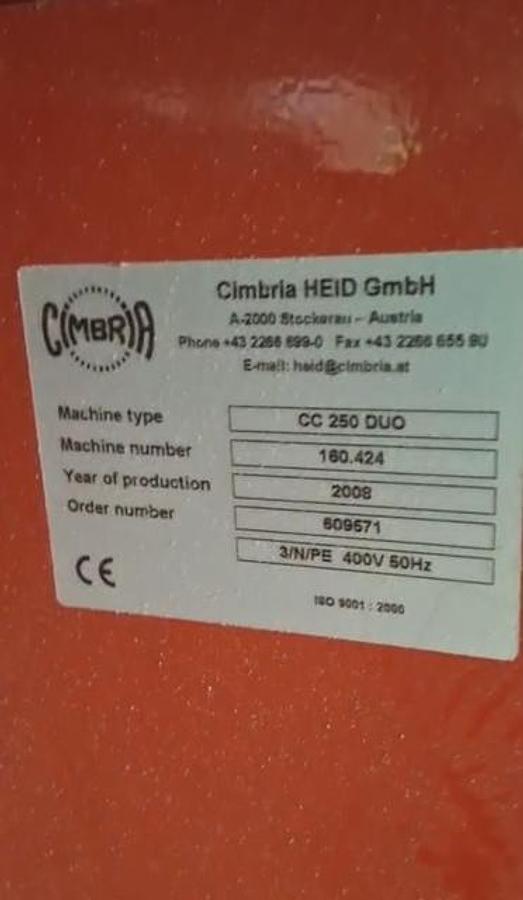 CIMBRIA
Cimbria HEID GmbH
A-2000 Stockerau - Austria
Phone +43 2266 699-0 Fax +43 2266 655 90
E-mail: heid@cimbria.at
Machine type CC 250 DUO
Machine number 160.424
Year of production 2008
Order number 609571
3/N/PE 400V 50Hz
CE
ISO 9001 : 2000